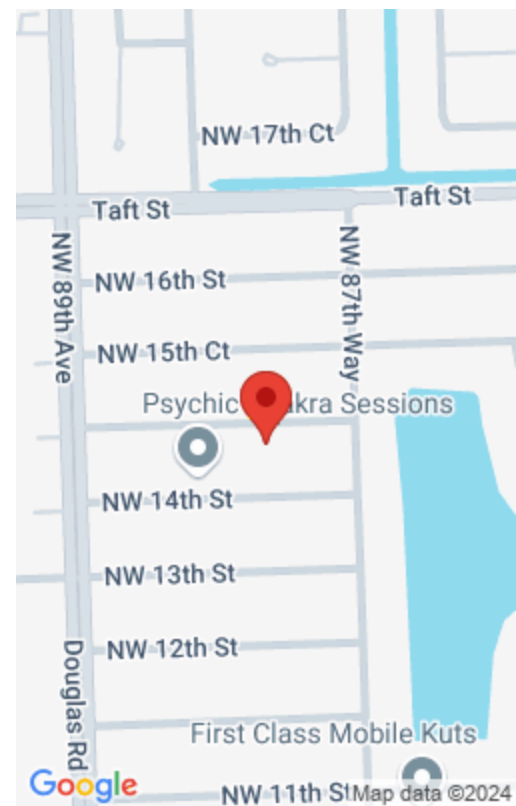 NW 17th Ct
Taft St
Taft St
NW 89th Ave
NW 87th Way
NW 16th St
NW 15th Ct
Psychic akra Sessions
NW 14th St
NW 13th St
NW 12th St
Douglas Rd
First Class Mobile Kuts
NW 11th St
Google
Map data ©2024